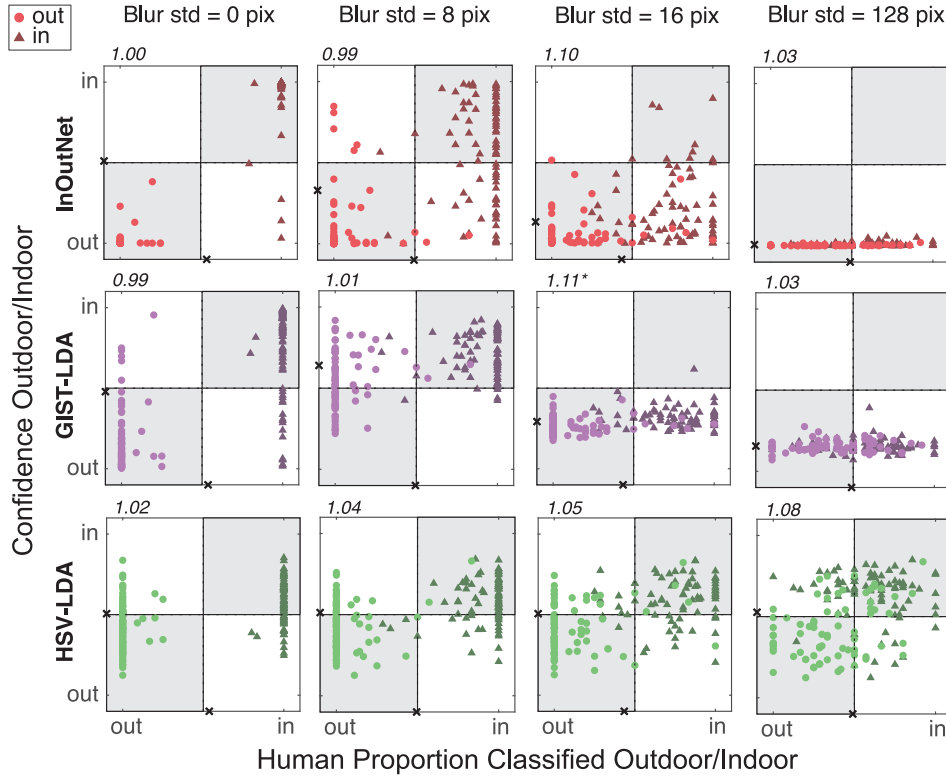 out
in
Blur std = 0 pix
Blur std = 8 pix
Blur std = 16 pix
Blur std = 128 pix
1.00
0.99
1.10
1.03
in
out
InOutNet
0.99
1.01
1.11*
1.03
in
out
GIST-LDA
Confidence Outdoor/Indoor
1.02
1.04
1.05
1.08
in
out
HSV-LDA
out in out in out in out in
Human Proportion Classified Outdoor/Indoor